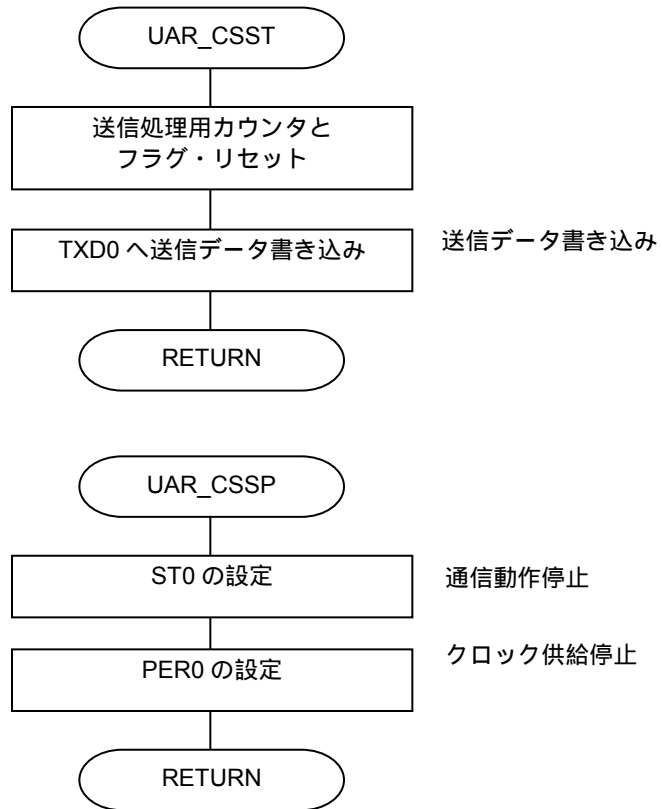 UAR_CSST
送信処理用カウンタと
フラグ・リセット
TXD0 へ送信データ書き込み
送信データ書き込み
RETURN
UAR_CSSP
ST0 の設定
通信動作停止
PER0 の設定
クロック供給停止
RETURN